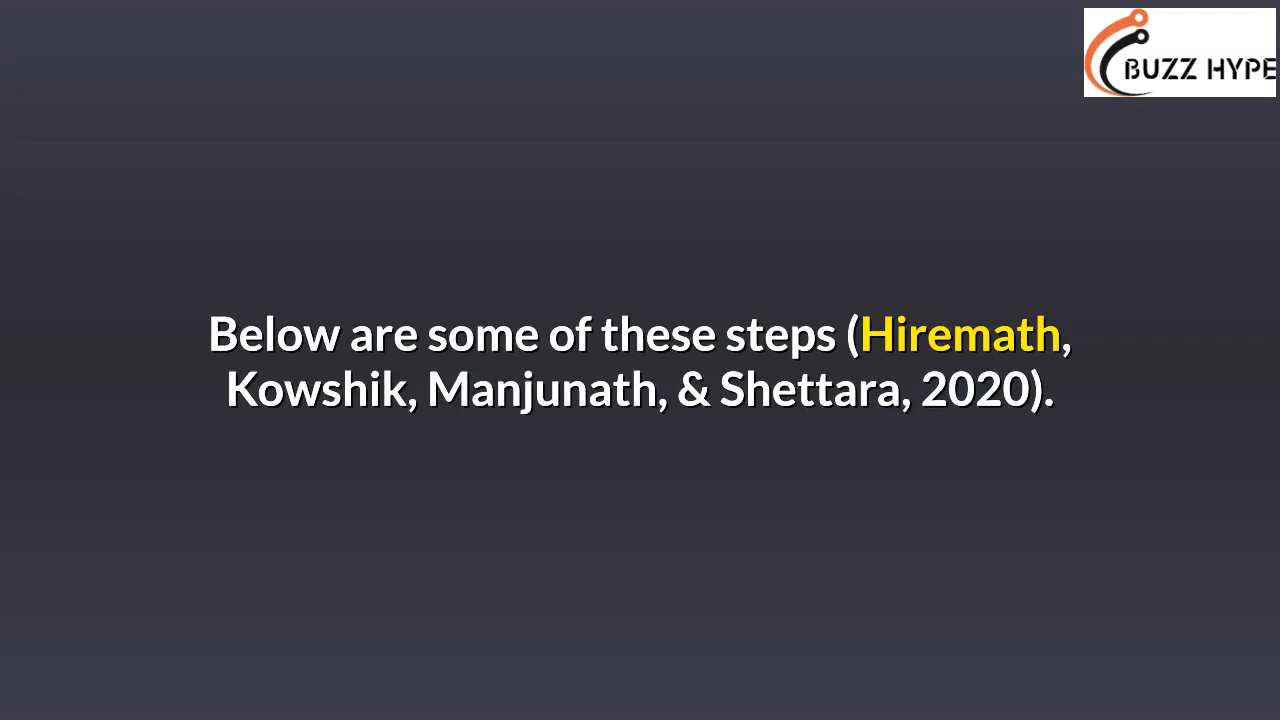 BUZZ HYPE
Below are some of these steps (Hiremath,
Kowshik, Manjunath, & Shettara, 2020).